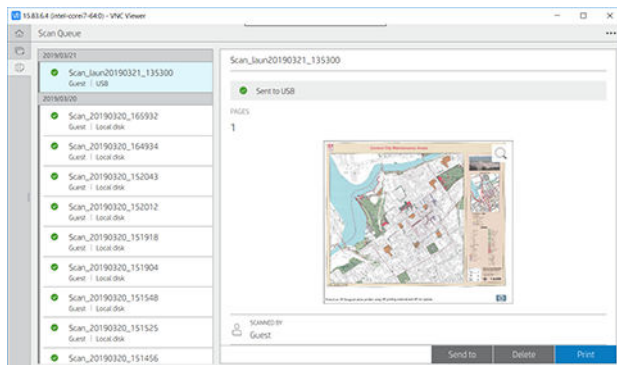 15.83.6.4 (intel-corei7-64:0) - VNC Viewer
Scan Queue
2019/03/21
Scan_laun20190321_135300
Guest | USB
2019/03/20
Scan_20190320_165932
Guest | Local disk
Scan_20190320_164934
Guest | Local disk
Scan_20190320_152043
Guest | Local disk
Scan_20190320_152012
Guest | Local disk
Scan_20190320_151918
Guest | Local disk
Scan_20190320_151904
Guest | Local disk
Scan_20190320_151548
Guest | Local disk
Scan_20190320_151525
Guest | Local disk
Scan_20190320_151456
Scan_laun20190321_135300
Sent to USB
PAGES
1
SCANNED BY
Guest
Send to
Delete
Print